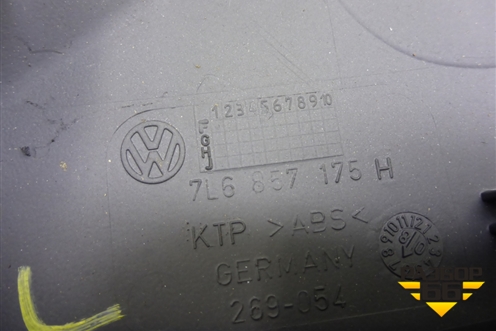 1 2 3 4 5 6 7 8 9 10
F
G
H
J
7L6 857 175 H
KTP >ABS<
GERMANY
269-054